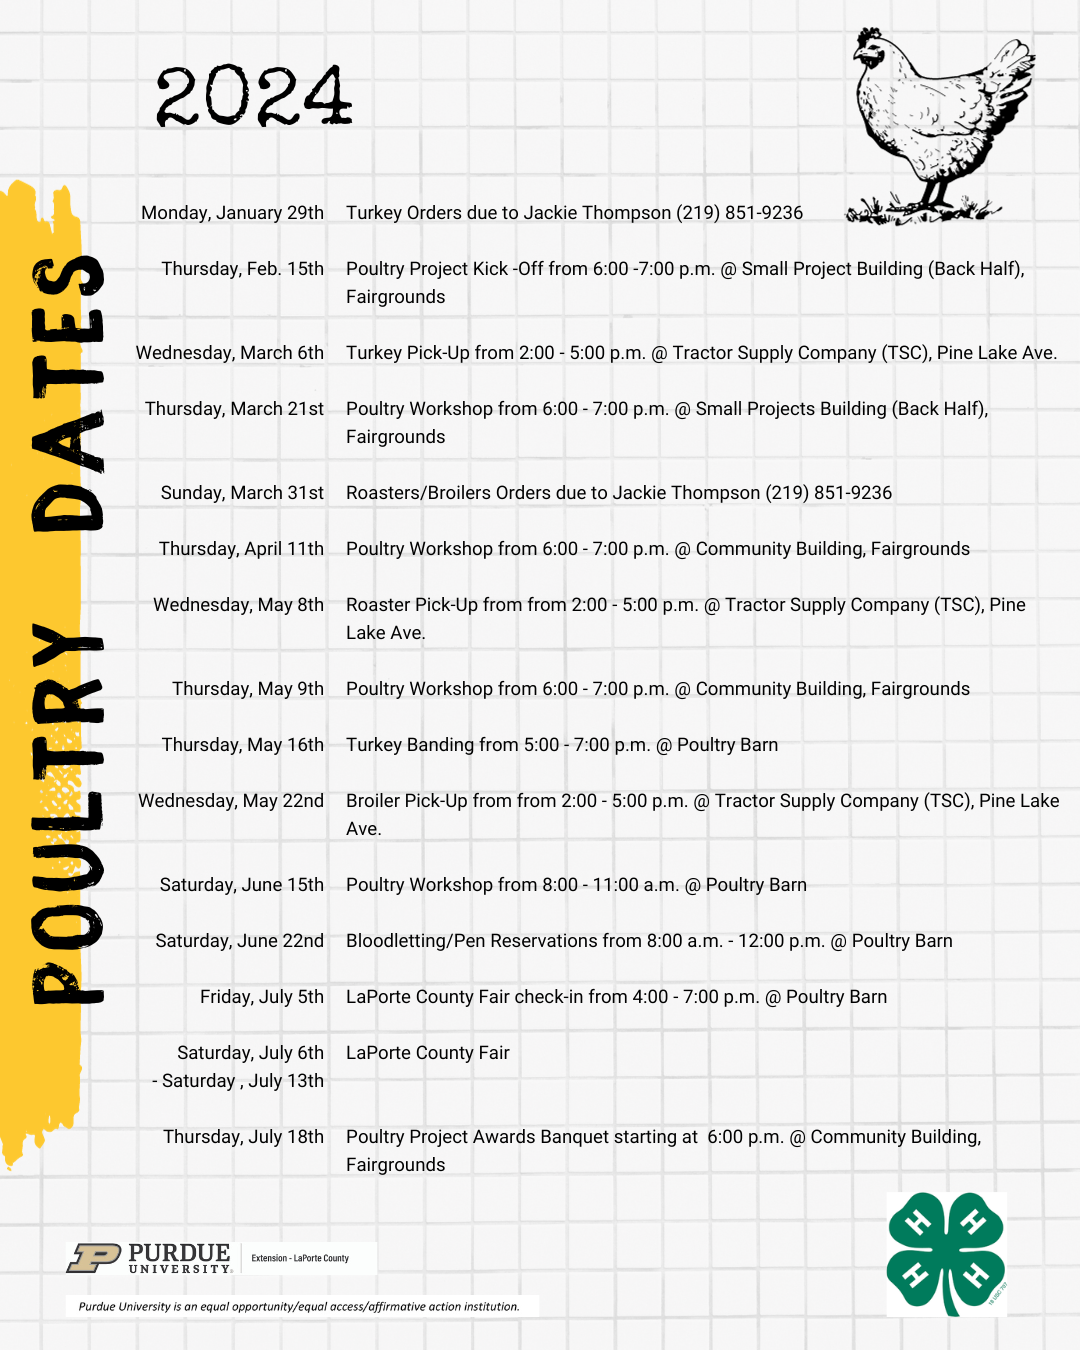 2024
POULTRY DATES
Monday, January 29th Turkey Orders due to Jackie Thompson (219) 851-9236
Thursday, Feb. 15th Poultry Project Kick -Off from 6:00 -7:00 p.m. @ Small Project Building (Back Half),
Fairgrounds
Wednesday, March 6th Turkey Pick-Up from 2:00 - 5:00 p.m. @ Tractor Supply Company (TSC), Pine Lake Ave.
Thursday, March 21st Poultry Workshop from 6:00 - 7:00 p.m. @ Small Projects Building (Back Half),
Fairgrounds
Sunday, March 31st Roasters/Broilers Orders due to Jackie Thompson (219) 851-9236
Thursday, April 11th Poultry Workshop from 6:00 - 7:00 p.m. @ Community Building, Fairgrounds
Wednesday, May 8th Roaster Pick-Up from from 2:00 - 5:00 p.m. @ Tractor Supply Company (TSC), Pine
Lake Ave.
Thursday, May 9th Poultry Workshop from 6:00 - 7:00 p.m. @ Community Building, Fairgrounds
Thursday, May 16th Turkey Banding from 5:00 - 7:00 p.m. @ Poultry Barn
Wednesday, May 22nd Broiler Pick-Up from from 2:00 - 5:00 p.m. @ Tractor Supply Company (TSC), Pine Lake
Ave.
Saturday, June 15th Poultry Workshop from 8:00 - 11:00 a.m. @ Poultry Barn
Saturday, June 22nd Bloodletting/Pen Reservations from 8:00 a.m. - 12:00 p.m. @ Poultry Barn
Friday, July 5th LaPorte County Fair check-in from 4:00 - 7:00 p.m. @ Poultry Barn
Saturday, July 6th LaPorte County Fair
- Saturday , July 13th
Thursday, July 18th Poultry Project Awards Banquet starting at 6:00 p.m. @ Community Building,
Fairgrounds
H H
H H
18 USC 707
P PURDUE UNIVERSITY. Extension - LaPorte County
Purdue University is an equal opportunity/equal access/affirmative action institution.